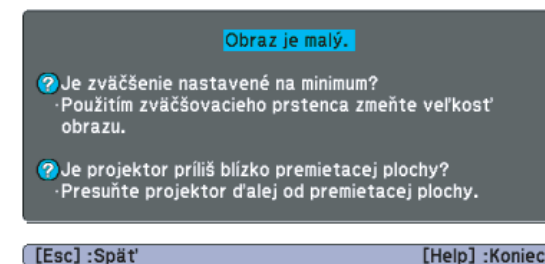 Obraz je malý.
?Je zväčšenie nastavené na minimum?
·Použitím zväčšovacieho prstenca zmeňte veľkosť
obrazu.
?Je projektor príliš blízko premietacej plochy?
·Presuňte projektor ďalej od premietacej plochy.
[Esc] :Späť [Help] :Koniec